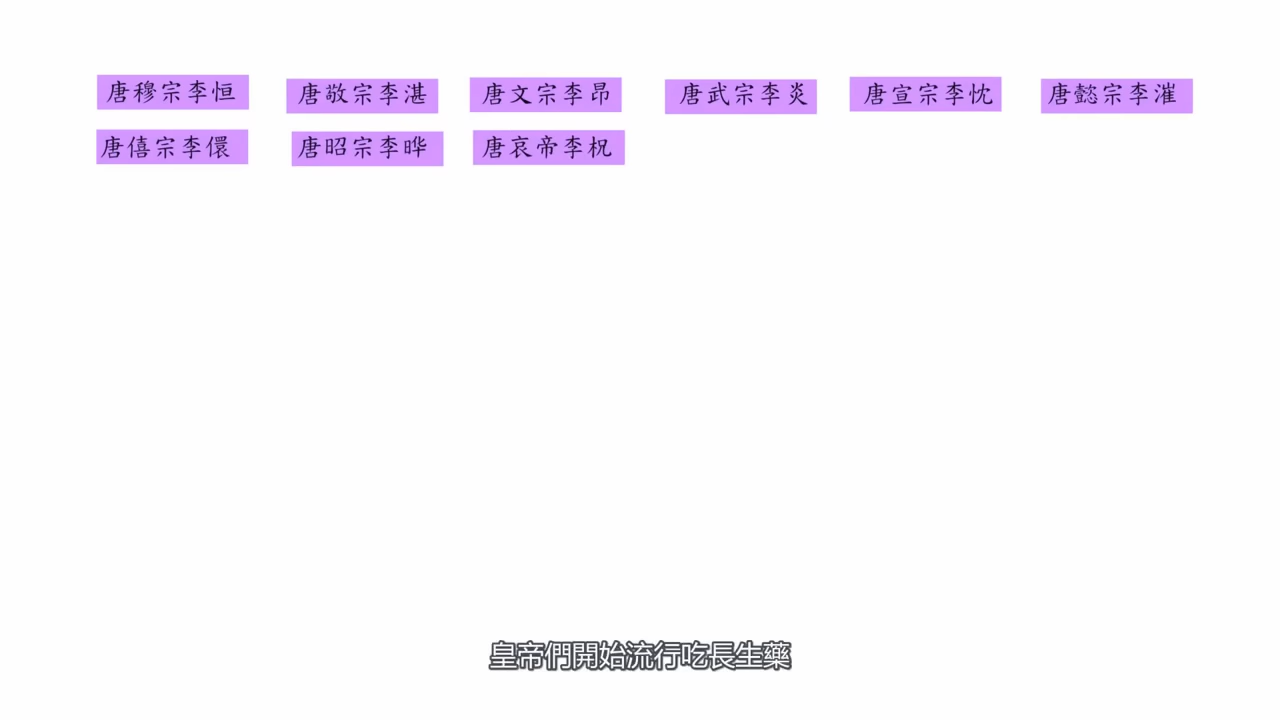 唐穆宗李恒 唐敬宗李湛 唐文宗李昂 唐武宗李炎 唐宣宗李忱 唐懿宗李漼
唐僖宗李儇 唐昭宗李晔 唐哀帝李柷
皇帝們開始流行吃長生藥